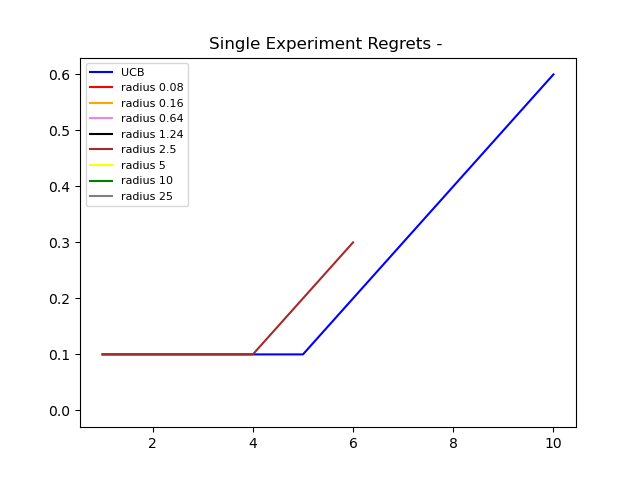 Single Experiment Regrets -
UCB
radius 0.08
radius 0.16
radius 0.64
radius 1.24
radius 2.5
radius 5
radius 10
radius 25
0.6
0.5
0.4
0.3
0.2
0.1
0.0
2 4 6 8 10